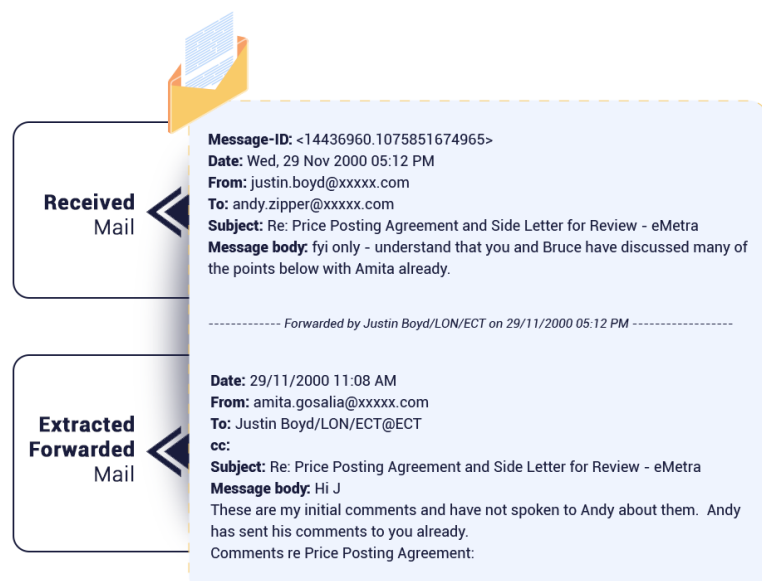 Received
Mail
Message-ID: <14436960.1075851674965>
Date: Wed, 29 Nov 2000 05:12 PM
From: justin.boyd@xxxxx.com
To: andy.zipper@xxxxx.com
Subject: Re: Price Posting Agreement and Side Letter for Review - eMetra
Message body: fyi only - understand that you and Bruce have discussed many of
the points below with Amita already.
------------- Forwarded by Justin Boyd/LON/ECT on 29/11/2000 05:12 PM ------------------
Extracted
Forwarded
Mail
Date: 29/11/2000 11:08 AM
From: amita.gosalia@xxxxx.com
To: Justin Boyd/LON/ECT@ECT
cc:
Subject: Re: Price Posting Agreement and Side Letter for Review - eMetra
Message body: Hi J
These are my initial comments and have not spoken to Andy about them.  Andy
has sent his comments to you already.
Comments re Price Posting Agreement: